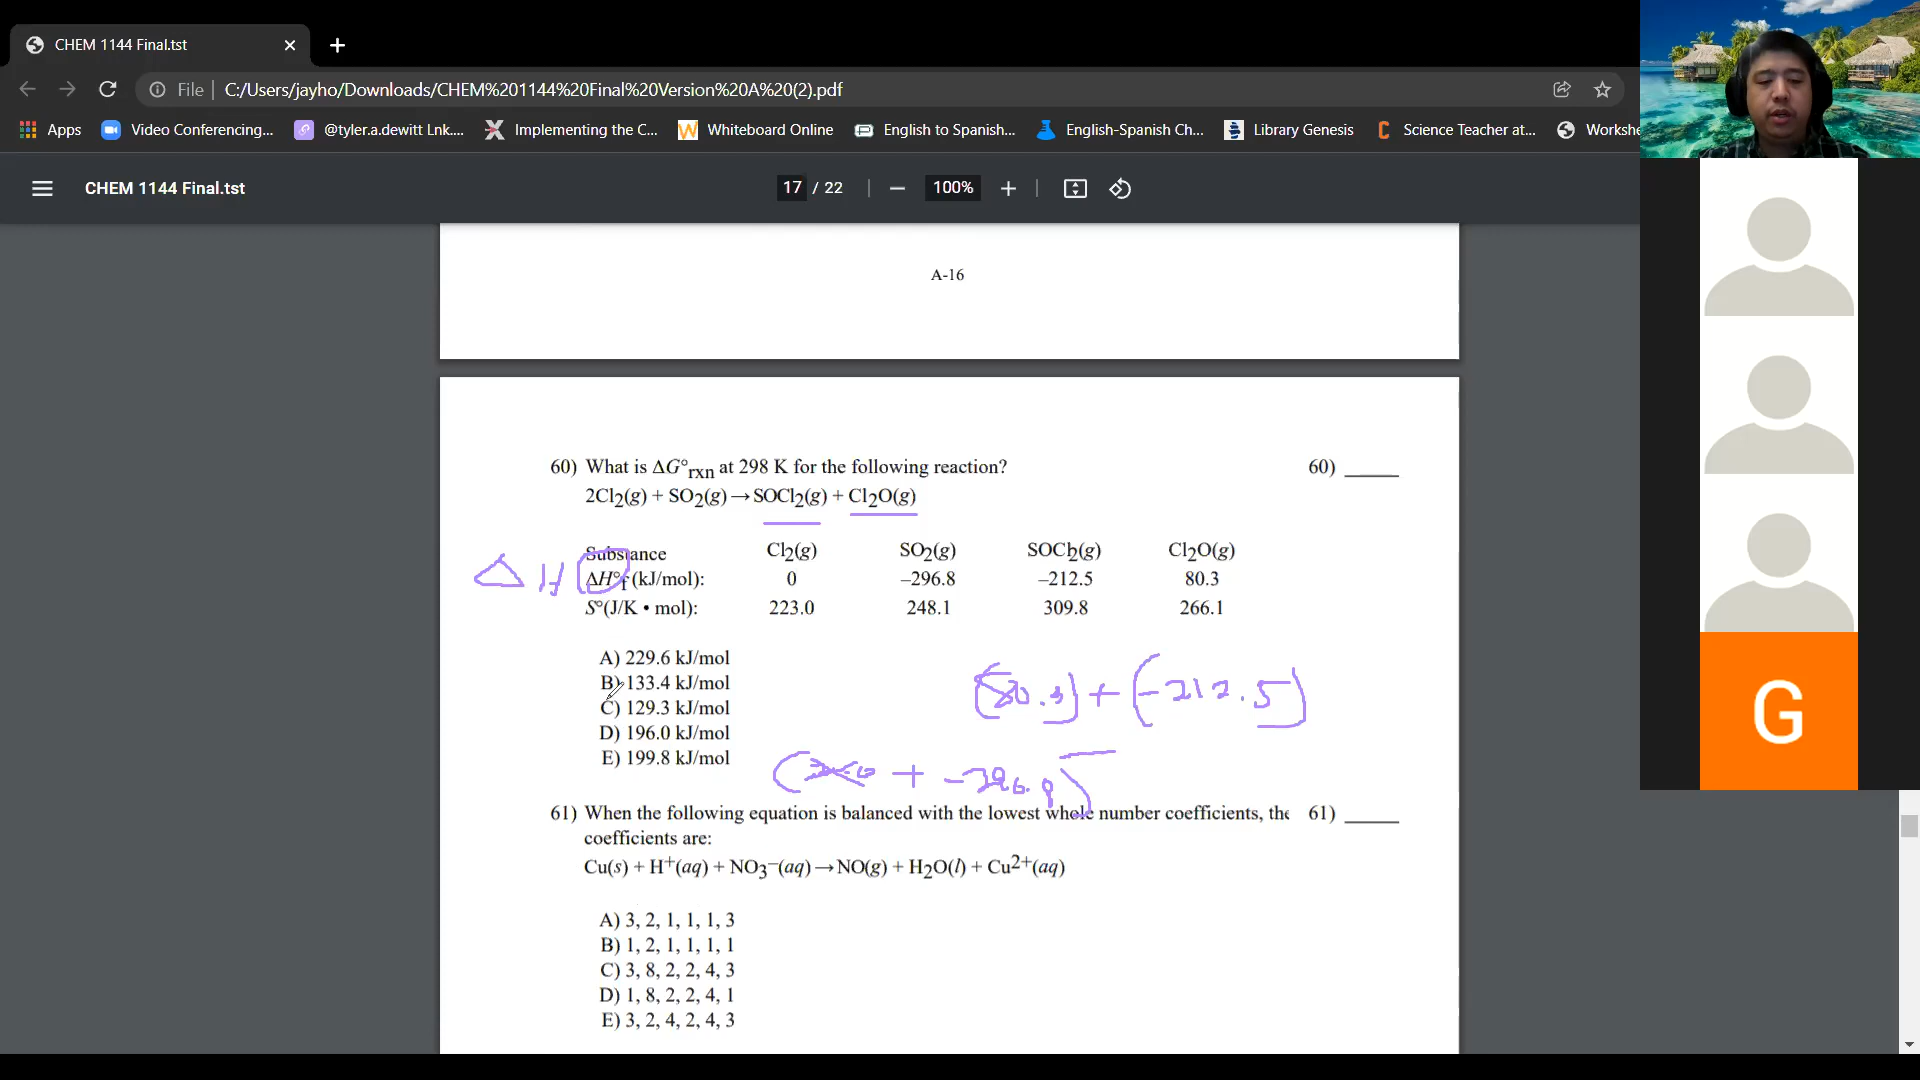 CHEM 1144 Final.tst
File C:/Users/jayho/Downloads/CHEM%201144%20Final%20Version%20A%20(2).pdf
Apps Video Conferencing... @tyler.a.dewitt Lnk.... Implementing the C... Whiteboard Online English to Spanish... English-Spanish Ch... Library Genesis Science Teacher at... Workshe
CHEM 1144 Final.tst 17 / 22 100%
A-16
60) What is ΔG°rxn at 298 K for the following reaction? 60)
2Cl2(g) + SO2(g) → SOCl2(g) + Cl2O(g)
Substance Cl2(g) SO2(g) SOCl2(g) Cl2O(g)
ΔH ΔH°f (kJ/mol): 0 –296.8 –212.5 80.3
S°(J/K • mol): 223.0 248.1 309.8 266.1
A) 229.6 kJ/mol
B) 133.4 kJ/mol
C) 129.3 kJ/mol
D) 196.0 kJ/mol
E) 199.8 kJ/mol
(80.3) + (-212.5)
+ -296.8)
61) When the following equation is balanced with the lowest whole number coefficients, the 61)
coefficients are:
Cu(s) + H+(aq) + NO3–(aq) → NO(g) + H2O(l) + Cu2+(aq)
A) 3, 2, 1, 1, 1, 3
B) 1, 2, 1, 1, 1, 1
C) 3, 8, 2, 2, 4, 3
D) 1, 8, 2, 2, 4, 1
E) 3, 2, 4, 2, 4, 3
G